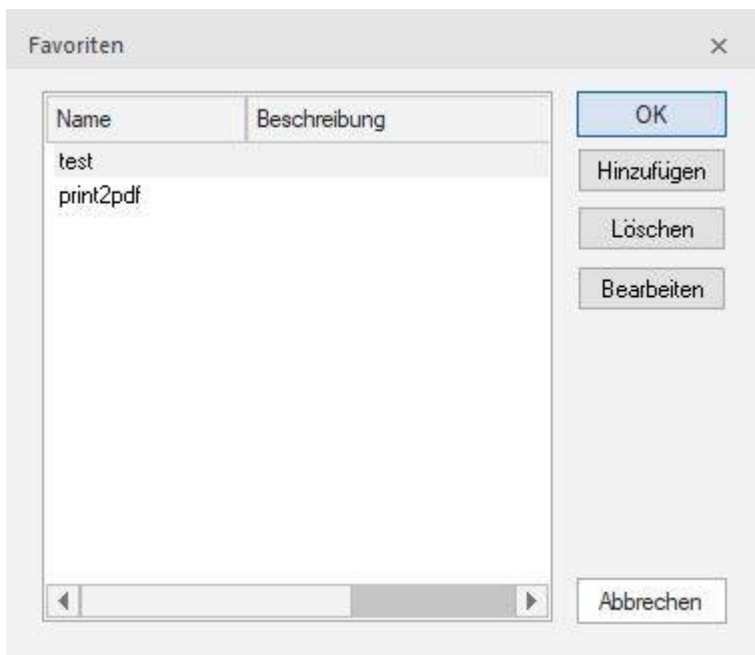 Favoriten
Name Beschreibung
test
print2pdf
OK
Hinzufügen
Löschen
Bearbeiten
Abbrechen